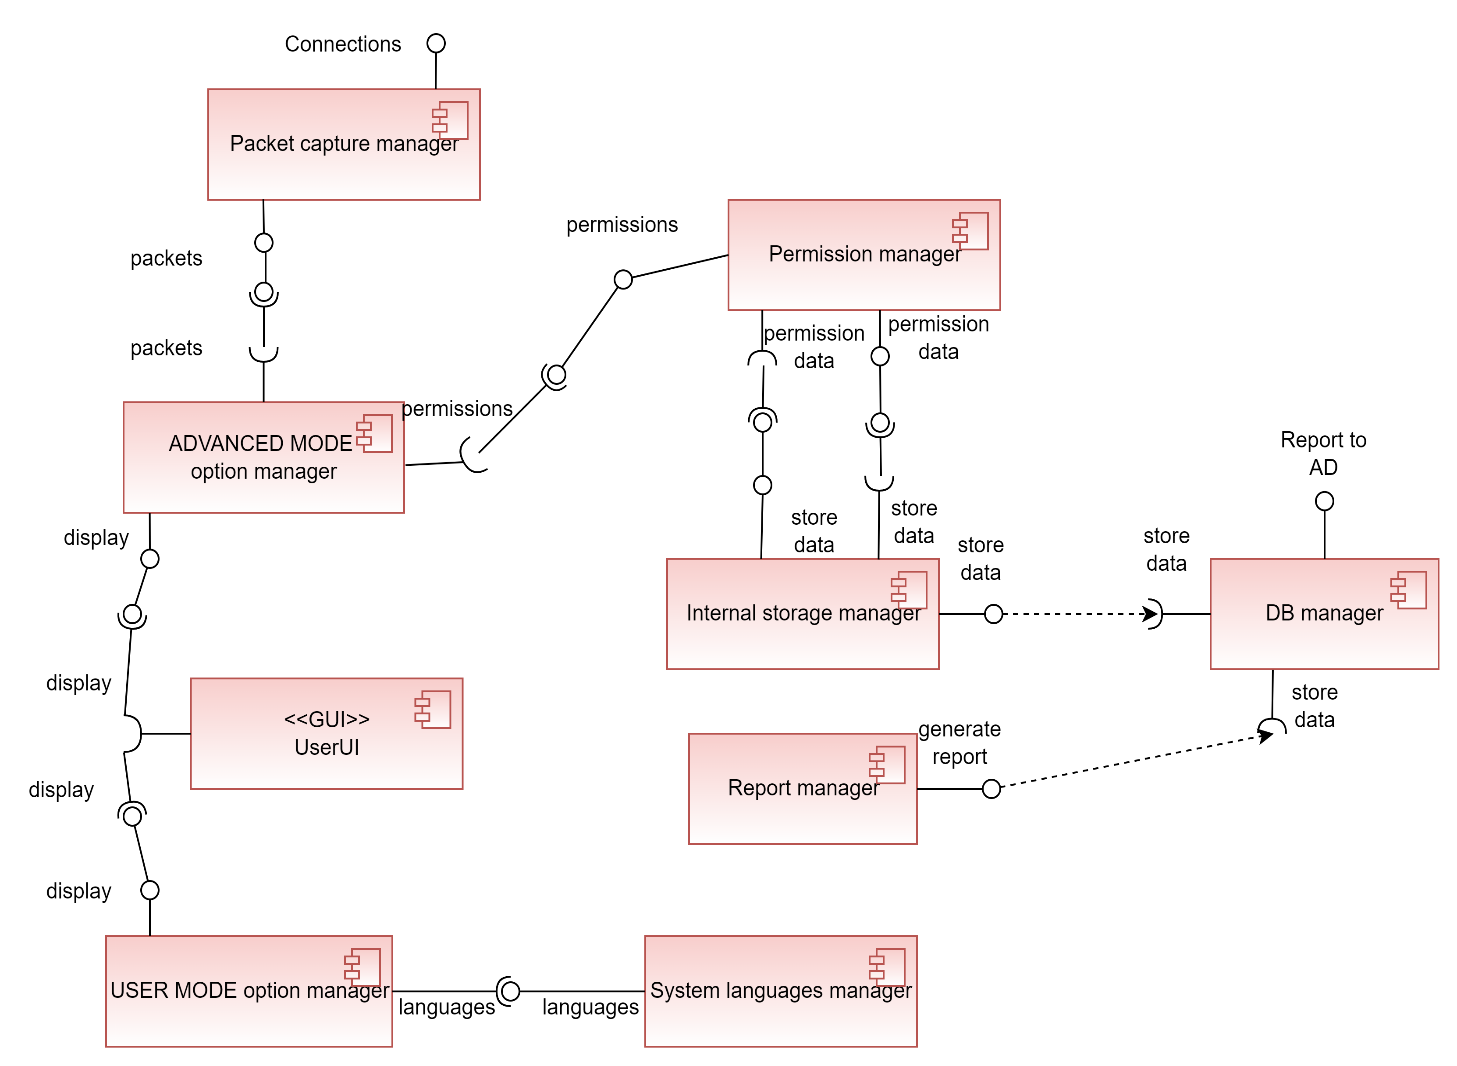 Connections
Packet capture manager
packets
packets
permissions
Permission manager
permission
data
permission
data
permissions
ADVANCED MODE
option manager
Report to
AD
display
store
data
store
data
store
data
store
data
Internal storage manager
DB manager
display
<<GUI>>
UserUI
store
data
generate
report
Report manager
display
display
USER MODE option manager
languages
languages
System languages manager